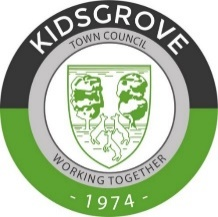 KIDSGROVE
TOWN COUNCIL
WORKING TOGETHER
- 1974 -